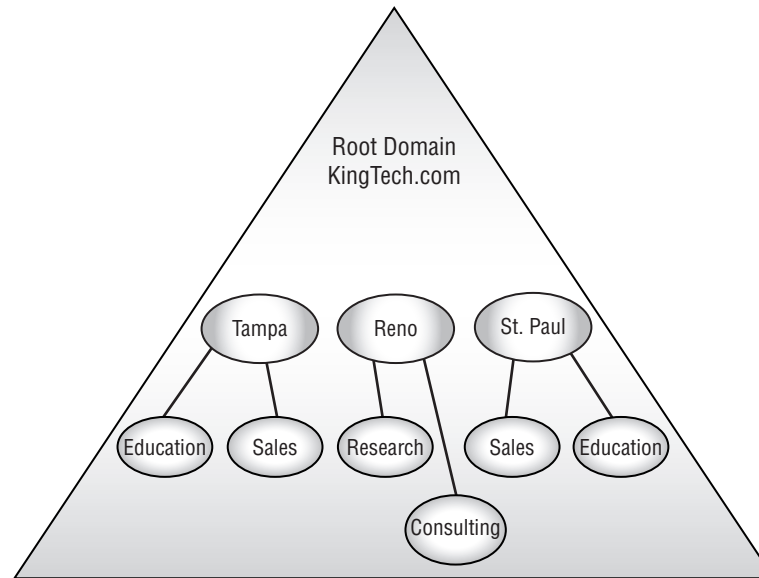 Root Domain
KingTech.com
Tampa
Reno
St. Paul
Education
Sales
Research
Sales
Education
Consulting